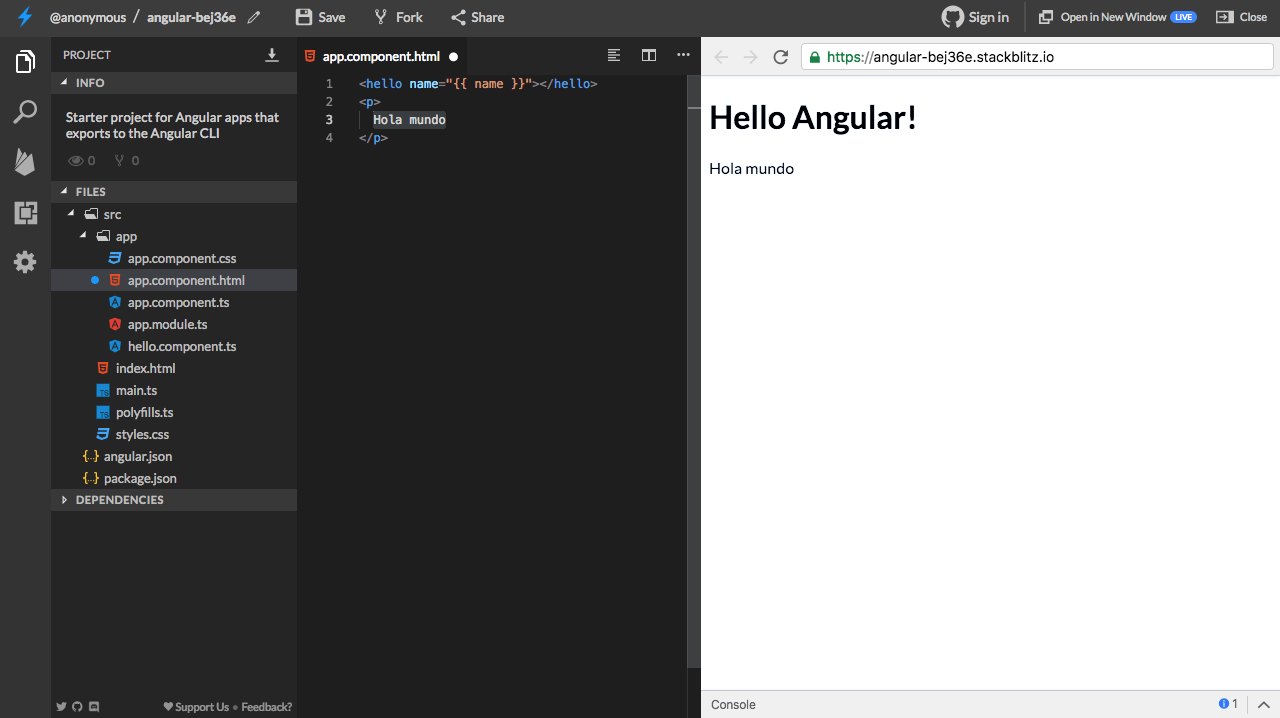 @anonymous / angular-bej36e Save Fork Share Sign in Open in New Window LIVE Close
PROJECT
INFO
Starter project for Angular apps that
exports to the Angular CLI
0 0
FILES
src
app
app.component.css
app.component.html
app.component.ts
app.module.ts
hello.component.ts
index.html
main.ts
polyfills.ts
styles.css
angular.json
package.json
DEPENDENCIES
Support Us • Feedback?
app.component.html
1 <hello name="{{ name }}"></hello>
2 <p>
3 Hola mundo
4 </p>
https://angular-bej36e.stackblitz.io
Hello Angular!
Hola mundo
Console 1